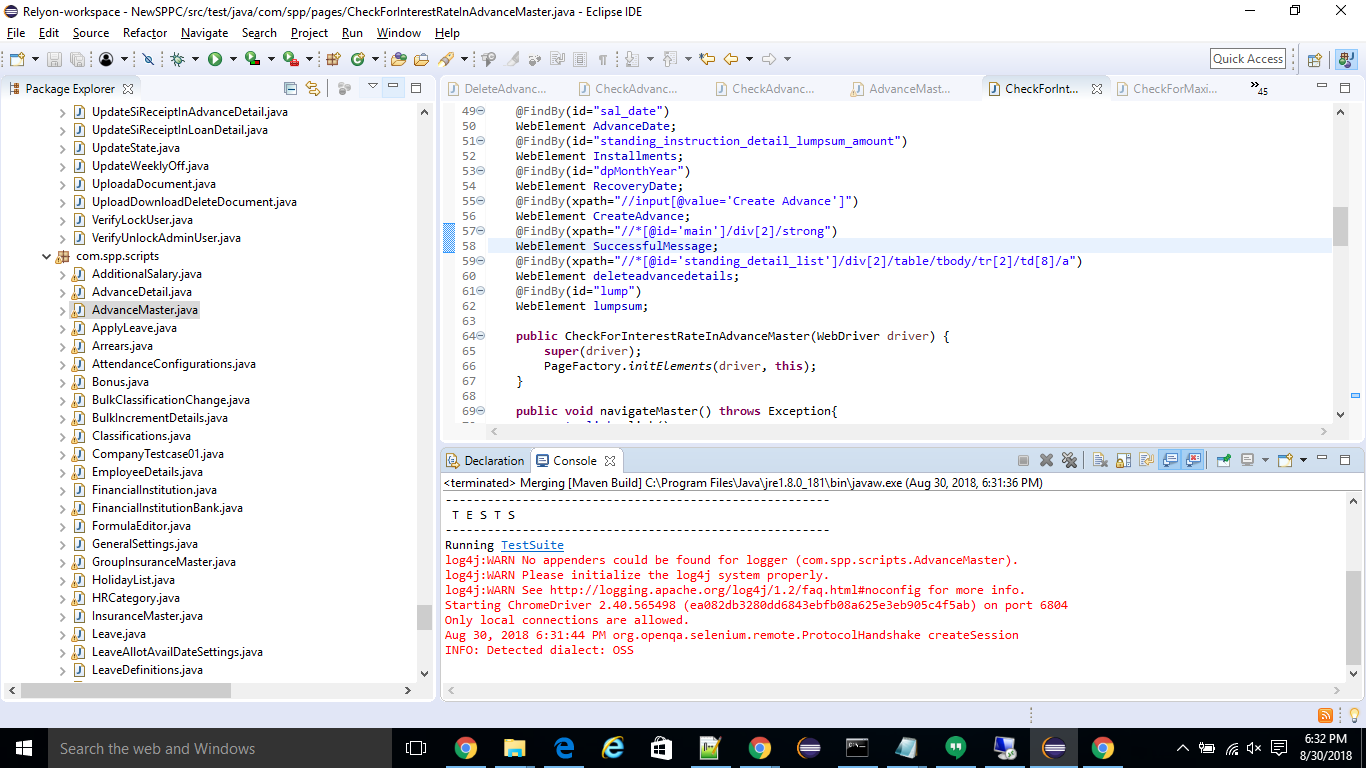 Relyon-workspace - NewSPPC/src/test/java/com/spp/pages/CheckForInterestRateInAdvanceMaster.java - Eclipse IDE
File Edit Source Refactor Navigate Search Project Run Window Help
Quick Access
Package Explorer
UpdateSiReceiptInAdvanceDetail.java
UpdateSiReceiptInLoanDetail.java
UpdateState.java
UpdateWeeklyOff.java
UploadaDocument.java
UploadDownloadDeleteDocument.java
VerifyLockUser.java
VerifyUnlockAdminUser.java
com.spp.scripts
AdditionalSalary.java
AdvanceDetail.java
AdvanceMaster.java
ApplyLeave.java
Arrears.java
AttendanceConfigurations.java
Bonus.java
BulkClassificationChange.java
BulkIncrementDetails.java
Classifications.java
CompanyTestcase01.java
EmployeeDetails.java
FinancialInstitution.java
FinancialInstitutionBank.java
FormulaEditor.java
GeneralSettings.java
GroupInsuranceMaster.java
HolidayList.java
HRCategory.java
InsuranceMaster.java
Leave.java
LeaveAllotAvailDateSettings.java
LeaveDefinitions.java
DeleteAdvanc... CheckAdvanc... CheckAdvanc... AdvanceMast... CheckForInt... CheckForMaxi... »45
49 @FindBy(id="sal_date")
50 WebElement AdvanceDate;
51 @FindBy(id="standing_instruction_detail_lumpsum_amount")
52 WebElement Installments;
53 @FindBy(id="dpMonthYear")
54 WebElement RecoveryDate;
55 @FindBy(xpath="//input[@value='Create Advance']")
56 WebElement CreateAdvance;
57 @FindBy(xpath="//*[@id='main']/div[2]/strong")
58 WebElement SuccessfulMessage;
59 @FindBy(xpath="//*[@id='standing_detail_list']/div[2]/table/tbody/tr[2]/td[8]/a")
60 WebElement deleteadvancedetails;
61 @FindBy(id="lump")
62 WebElement lumpsum;
63
64 public CheckForInterestRateInAdvanceMaster(WebDriver driver) {
65 super(driver);
66 PageFactory.initElements(driver, this);
67 }
68
69 public void navigateMaster() throws Exception{
Declaration Console
<terminated> Merging [Maven Build] C:\Program Files\Java\jre1.8.0_181\bin\javaw.exe (Aug 30, 2018, 6:31:36 PM)
-------------------------------------------------------
T E S T S
-------------------------------------------------------
Running TestSuite
log4j:WARN No appenders could be found for logger (com.spp.scripts.AdvanceMaster).
log4j:WARN Please initialize the log4j system properly.
log4j:WARN See http://logging.apache.org/log4j/1.2/faq.html#noconfig for more info.
Starting ChromeDriver 2.40.565498 (ea082db3280dd6843ebfb08a625e3eb905c4f5ab) on port 6804
Only local connections are allowed.
Aug 30, 2018 6:31:44 PM org.openqa.selenium.remote.ProtocolHandshake createSession
INFO: Detected dialect: OSS
Search the web and Windows
6:32 PM
8/30/2018